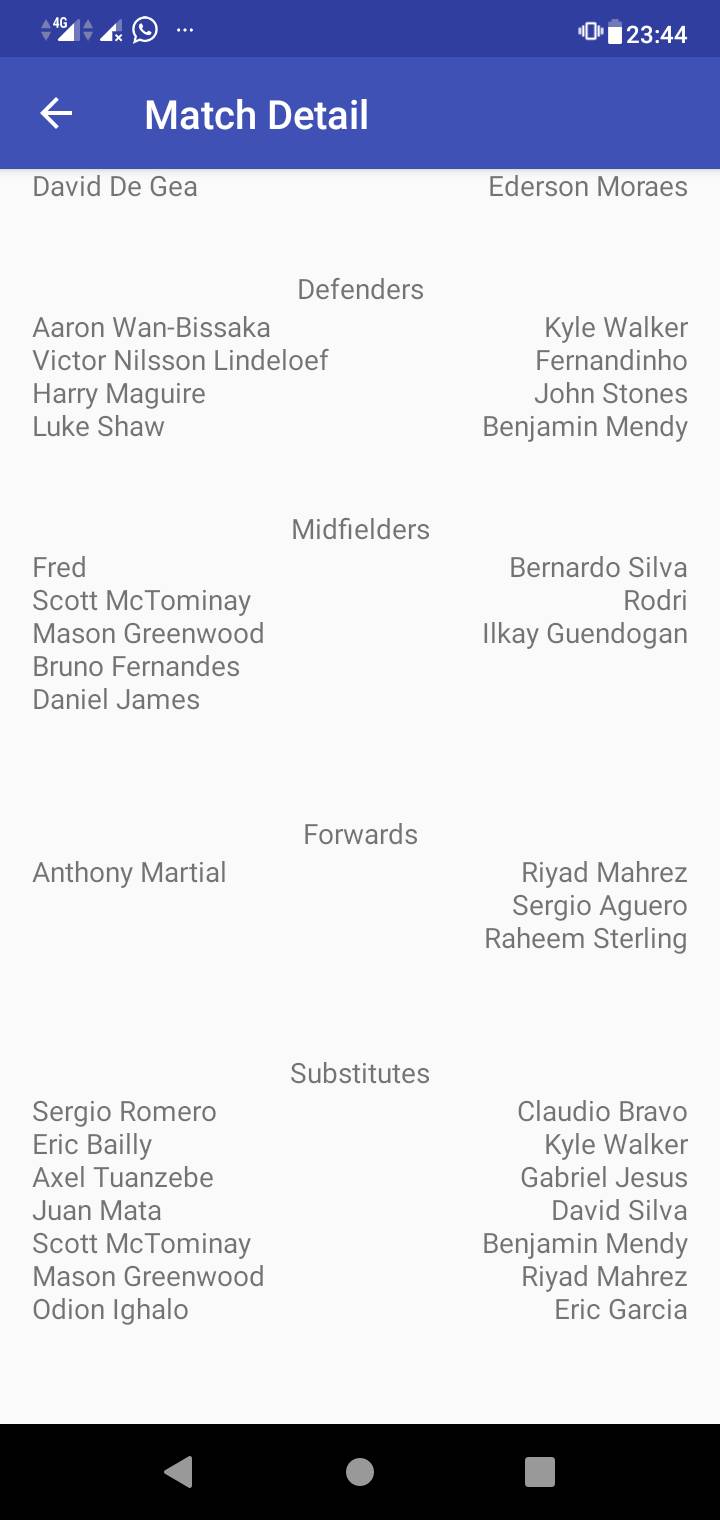 4G 23:44
Match Detail
David De Gea Ederson Moraes
Defenders
Aaron Wan-Bissaka Kyle Walker
Victor Nilsson Lindeloef Fernandinho
Harry Maguire John Stones
Luke Shaw Benjamin Mendy
Midfielders
Fred Bernardo Silva
Scott McTominay Rodri
Mason Greenwood Ilkay Guendogan
Bruno Fernandes
Daniel James
Forwards
Anthony Martial Riyad Mahrez
Sergio Aguero
Raheem Sterling
Substitutes
Sergio Romero Claudio Bravo
Eric Bailly Kyle Walker
Axel Tuanzebe Gabriel Jesus
Juan Mata David Silva
Scott McTominay Benjamin Mendy
Mason Greenwood Riyad Mahrez
Odion Ighalo Eric Garcia